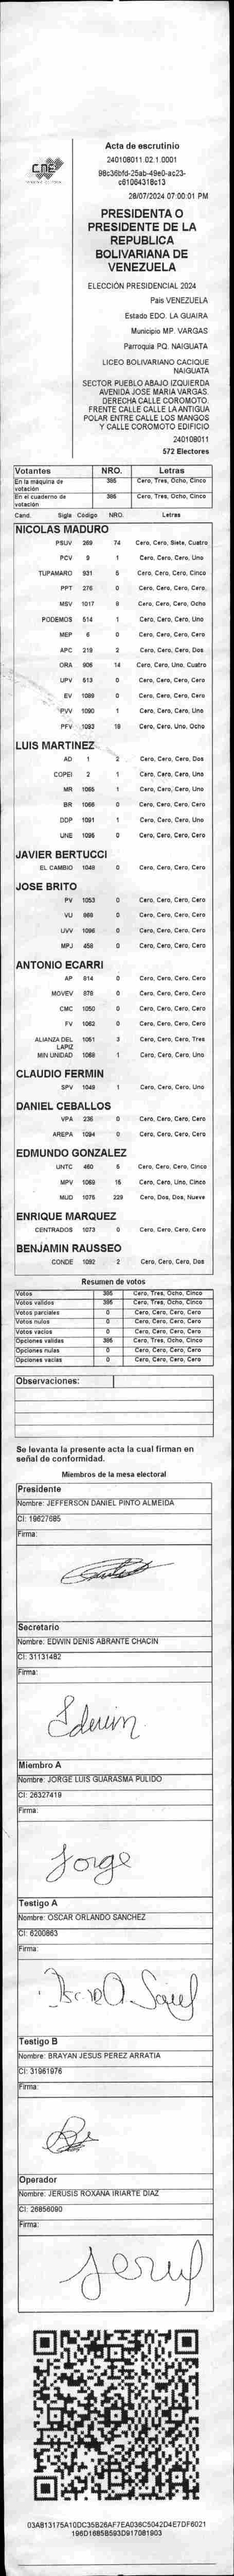 CNE
Acta de escrutinio
240108011.02.1.0001
98c36bfd-25ab-49e0-ac23-
c61064318c13
28/07/2024 07:00:01 PM
PRESIDENTA O
PRESIDENTE DE LA
REPUBLICA
BOLIVARIANA DE
VENEZUELA
ELECCIÓN PRESIDENCIAL 2024
País VENEZUELA
Estado EDO. LA GUAIRA
Municipio MP. VARGAS
Parroquia PQ. NAIGUATA
LICEO BOLIVARIANO CACIQUE
NAIGUATA
SECTOR PUEBLO ABAJO IZQUIERDA
AVENIDA JOSE MARIA VARGAS.
DERECHA CALLE COROMOTO.
FRENTE CALLE CALLE LA ANTIGUA
POLAR ENTRE CALLE LOS MANGOS
Y CALLE COROMOTO EDIFICIO
240108011
572 Electores
Votantes NRO. Letras
En la máquina de votación 385 Cero, Tres, Ocho, Cinco
En el cuaderno de votación 385 Cero, Tres, Ocho, Cinco
Cand. Sigla Código NRO. Letras
NICOLAS MADURO
PSUV 269 74 Cero, Cero, Siete, Cuatro
PCV 9 1 Cero, Cero, Cero, Uno
TUPAMARO 931 5 Cero, Cero, Cero, Cinco
PPT 276 0 Cero, Cero, Cero, Cero
MSV 1017 8 Cero, Cero, Cero, Ocho
PODEMOS 514 1 Cero, Cero, Cero, Uno
MEP 6 0 Cero, Cero, Cero, Cero
APC 219 2 Cero, Cero, Cero, Dos
ORA 908 14 Cero, Cero, Uno, Cuatro
UPV 513 0 Cero, Cero, Cero, Cero
EV 1089 0 Cero, Cero, Cero, Cero
PVV 1090 1 Cero, Cero, Cero, Uno
PFV 1093 18 Cero, Cero, Uno, Ocho
LUIS MARTINEZ
AD 1 2 Cero, Cero, Cero, Dos
COPEI 2 1 Cero, Cero, Cero, Uno
MR 1065 1 Cero, Cero, Cero, Uno
BR 1066 0 Cero, Cero, Cero, Cero
DDP 1091 1 Cero, Cero, Cero, Uno
UNE 1095 0 Cero, Cero, Cero, Cero
JAVIER BERTUCCI
EL CAMBIO 1048 0 Cero, Cero, Cero, Cero
JOSE BRITO
PV 1053 0 Cero, Cero, Cero, Cero
VU 988 0 Cero, Cero, Cero, Cero
UVV 1096 0 Cero, Cero, Cero, Cero
MPJ 458 0 Cero, Cero, Cero, Cero
ANTONIO ECARRI
AP 814 0 Cero, Cero, Cero, Cero
MOVEV 879 0 Cero, Cero, Cero, Cero
CMC 1050 0 Cero, Cero, Cero, Cero
FV 1062 0 Cero, Cero, Cero, Cero
ALIANZA DEL LAPIZ 1061 3 Cero, Cero, Cero, Tres
MIN UNIDAD 1068 1 Cero, Cero, Cero, Uno
CLAUDIO FERMIN
SPV 1049 1 Cero, Cero, Cero, Uno
DANIEL CEBALLOS
VPA 236 0 Cero, Cero, Cero, Cero
AREPA 1094 0 Cero, Cero, Cero, Cero
EDMUNDO GONZALEZ
UNTC 460 5 Cero, Cero, Cero, Cinco
MPV 1069 15 Cero, Cero, Uno, Cinco
MUD 1075 229 Cero, Dos, Dos, Nueve
ENRIQUE MARQUEZ
CENTRADOS 1073 0 Cero, Cero, Cero, Cero
BENJAMIN RAUSSEO
CONDE 1092 2 Cero, Cero, Cero, Dos
Resumen de votos
Votos 385 Cero, Tres, Ocho, Cinco
Votos validos 385 Cero, Tres, Ocho, Cinco
Votos parciales 0 Cero, Cero, Cero, Cero
Votos nulos 0 Cero, Cero, Cero, Cero
Votos vacios 0 Cero, Cero, Cero, Cero
Opciones validas 385 Cero, Tres, Ocho, Cinco
Opciones nulas 0 Cero, Cero, Cero, Cero
Opciones vacias 0 Cero, Cero, Cero, Cero
Observaciones:
Se levanta la presente acta la cual firman en
señal de conformidad.
Miembros de la mesa electoral
Presidente
Nombre: JEFFERSON DANIEL PINTO ALMEIDA
CI: 19627685
Firma:
Secretario
Nombre: EDWIN DENIS ABRANTE CHACIN
CI: 31131482
Firma:
Ederwin
Miembro A
Nombre: JORGE LUIS GUARASMA PULIDO
CI: 26327419
Firma:
Jorge
Testigo A
Nombre: OSCAR ORLANDO SANCHEZ
CI: 6200863
Firma:
Testigo B
Nombre: BRAYAN JESUS PEREZ ARRATIA
CI: 31961976
Firma:
Operador
Nombre: JERUSIS ROXANA IRIARTE DIAZ
CI: 26856090
Firma:
03A813175A10DC35B26AF7EA036C5042D4E7DF6021
196D1685B593D917081903